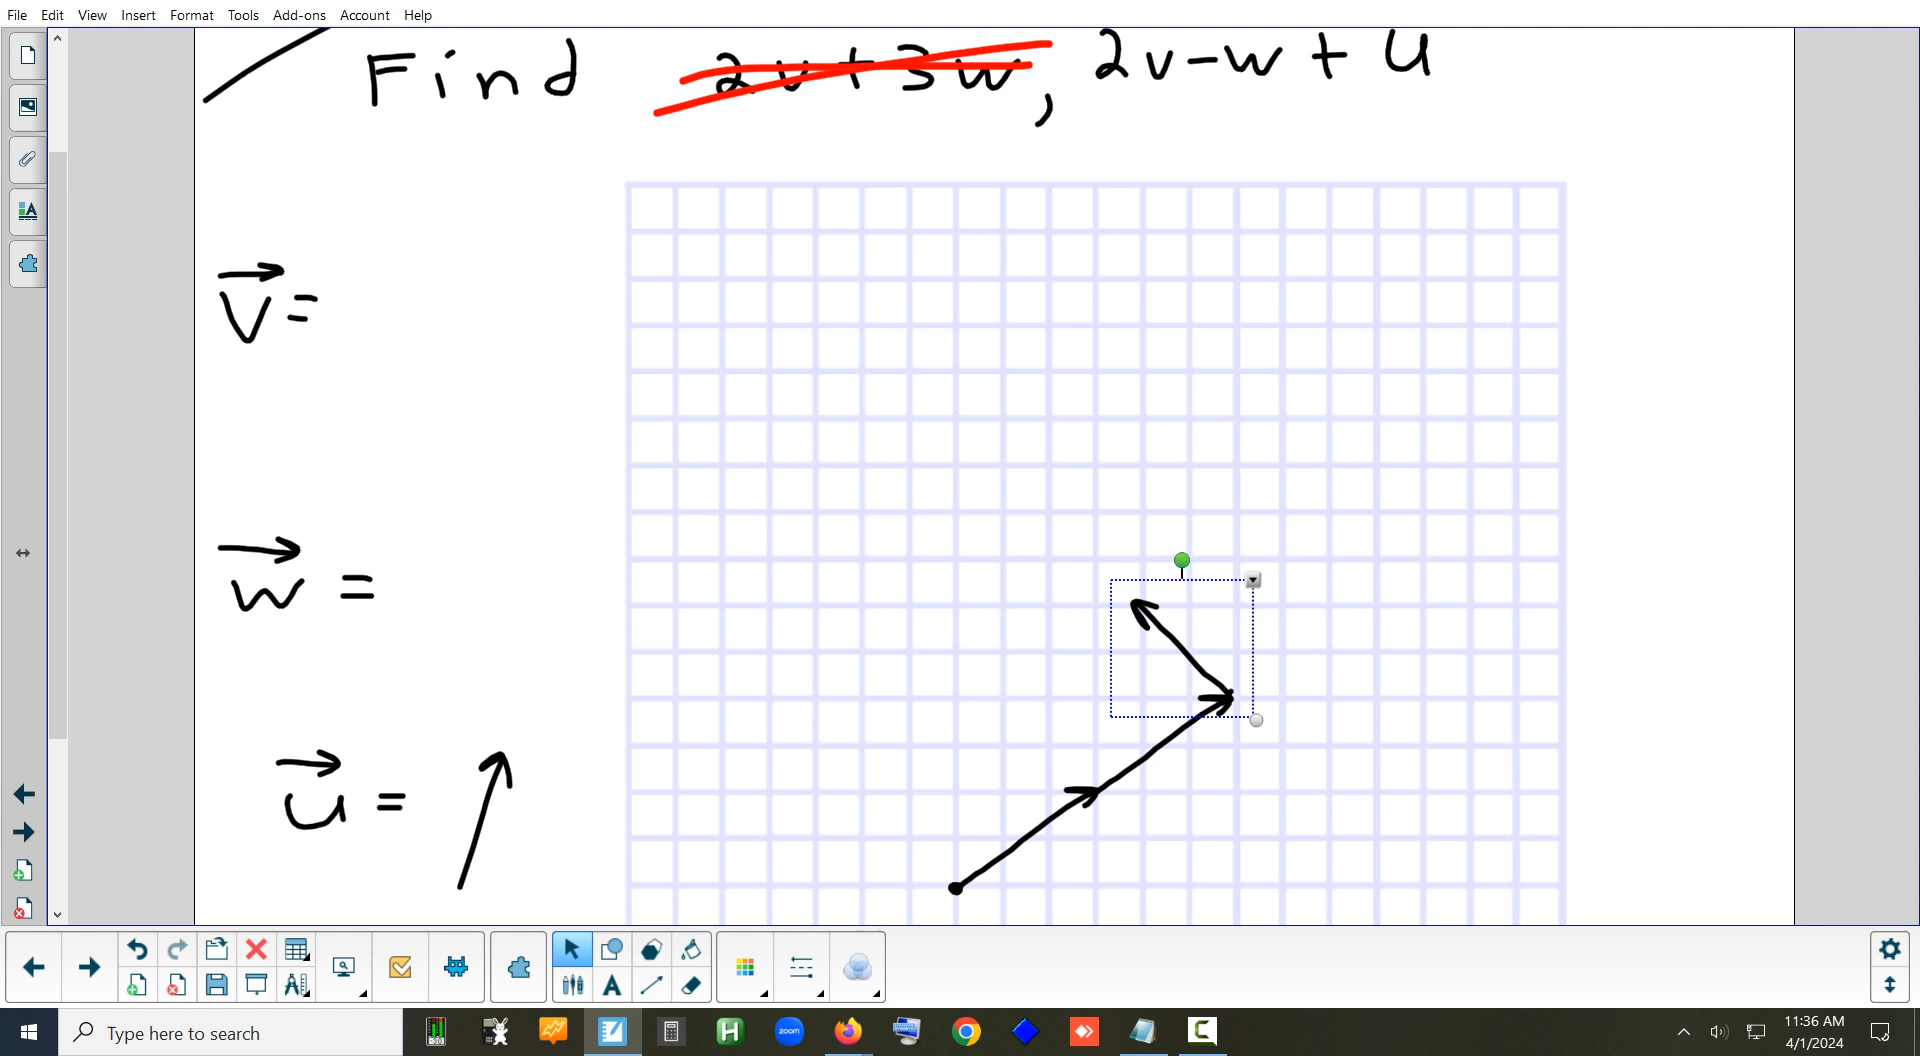 File Edit View Insert Format Tools Add-ons Account Help
Find 2v + 3w, 2v - w + u
v =
w =
u =
A
A
H
zoom
C
Type here to search
11:36 AM
4/1/2024